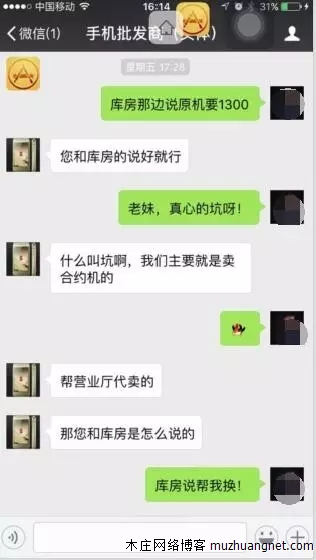 中国移动 16:14 31%
微信(1) 手机批发商
星期五 17:28
库房那边说原机要1300
您和库房的说好就行
老妹，真心的坑呀！
什么叫坑啊，我们主要就是卖
合约机的
帮营业厅代卖的
那您和库房是怎么说的
库房说帮我换！
木庄网络博客 muzhuangnet.com